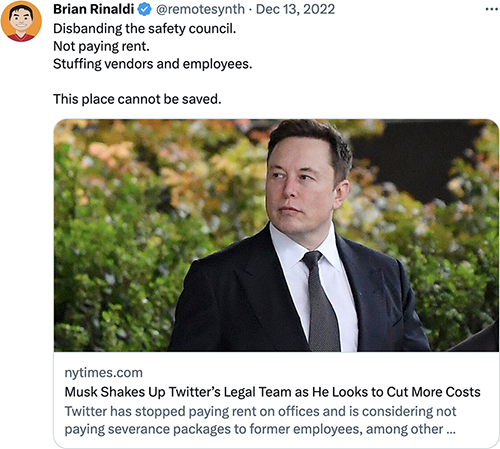 Brian Rinaldi @remotesynth · Dec 13, 2022 ...
Disbanding the safety council.
Not paying rent.
Stuffing vendors and employees.
This place cannot be saved.
nytimes.com
Musk Shakes Up Twitter’s Legal Team as He Looks to Cut More Costs
Twitter has stopped paying rent on offices and is considering not
paying severance packages to former employees, among other ...